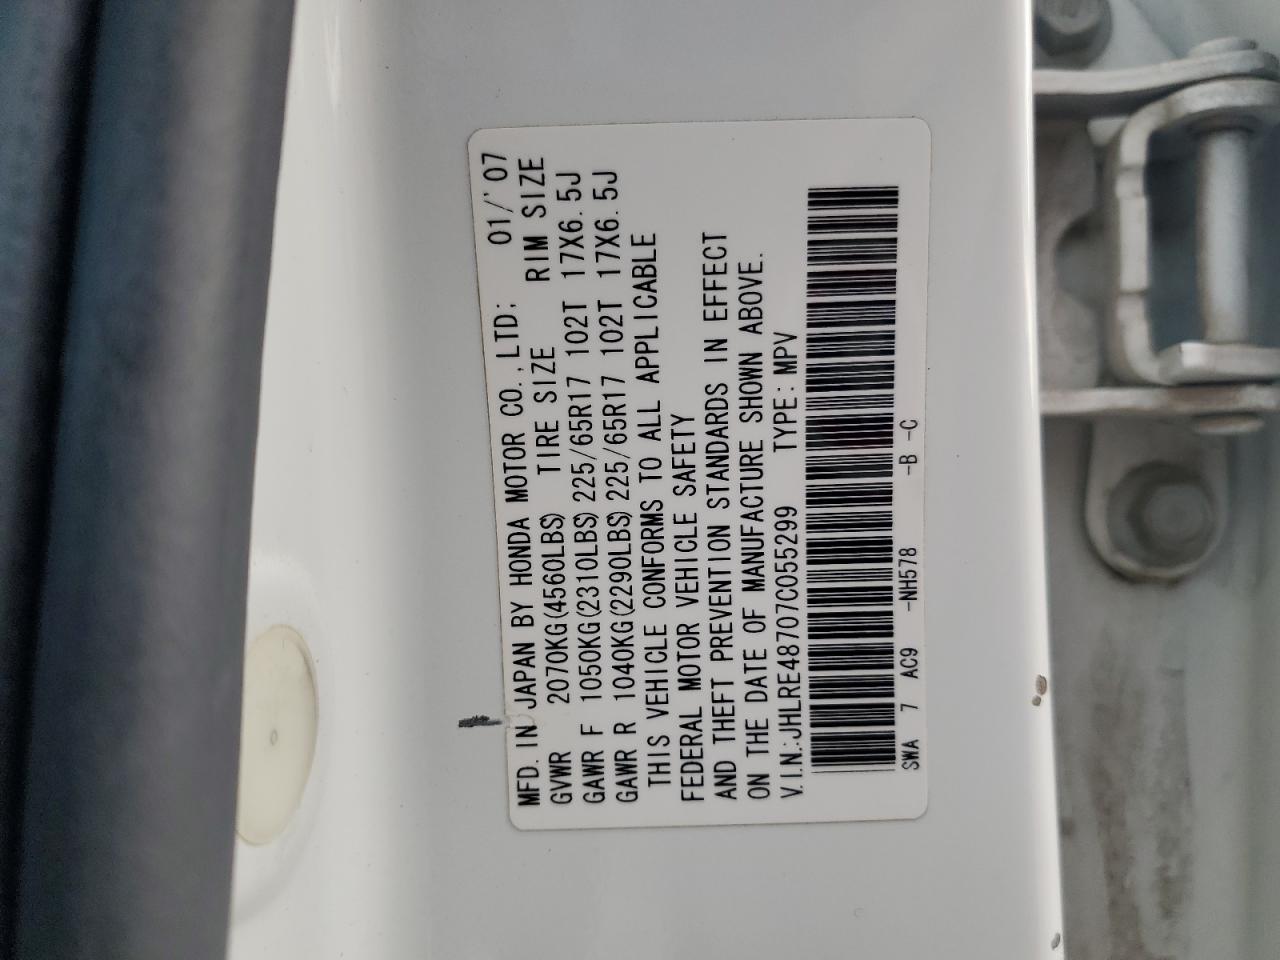 MFD. IN JAPAN BY HONDA MOTOR CO., LTD; 01/'07
GVWR 2070KG(4560LBS) TIRE SIZE RIM SIZE
GAWR F 1050KG(2310LBS) 225/65R17 102T 17X6.5J
GAWR R 1040KG(2290LBS) 225/65R17 102T 17X6.5J
THIS VEHICLE CONFORMS TO ALL APPLICABLE
FEDERAL MOTOR VEHICLE SAFETY
AND THEFT PREVENTION STANDARDS IN EFFECT
ON THE DATE OF MANUFACTURE SHOWN ABOVE.
V.I.N.:JHLRE48707C055299 TYPE: MPV
SWA 7 AC9 -NH578 -B -C